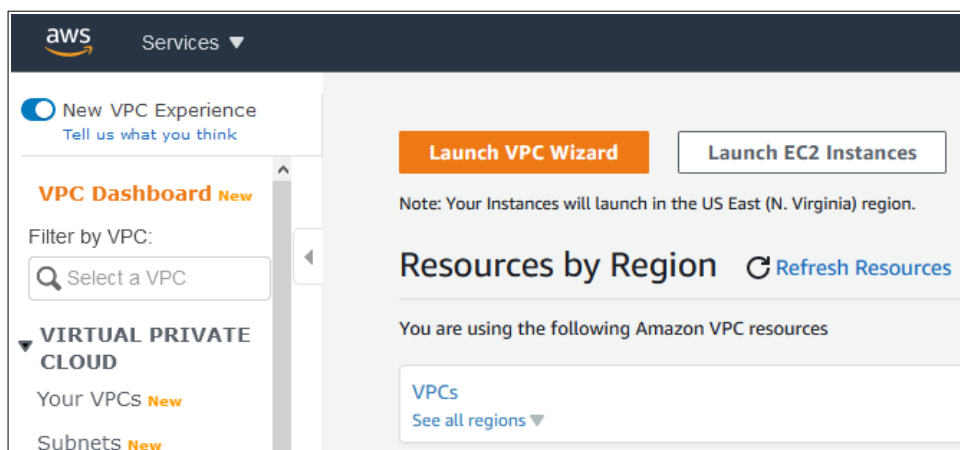 aws
Services ▼
New VPC Experience
Tell us what you think
VPC Dashboard New
Filter by VPC:
Select a VPC
VIRTUAL PRIVATE
CLOUD
Your VPCs New
Subnets New
Launch VPC Wizard
Launch EC2 Instances
Note: Your Instances will launch in the US East (N. Virginia) region.
Resources by Region
Refresh Resources
You are using the following Amazon VPC resources
VPCs
See all regions ▼